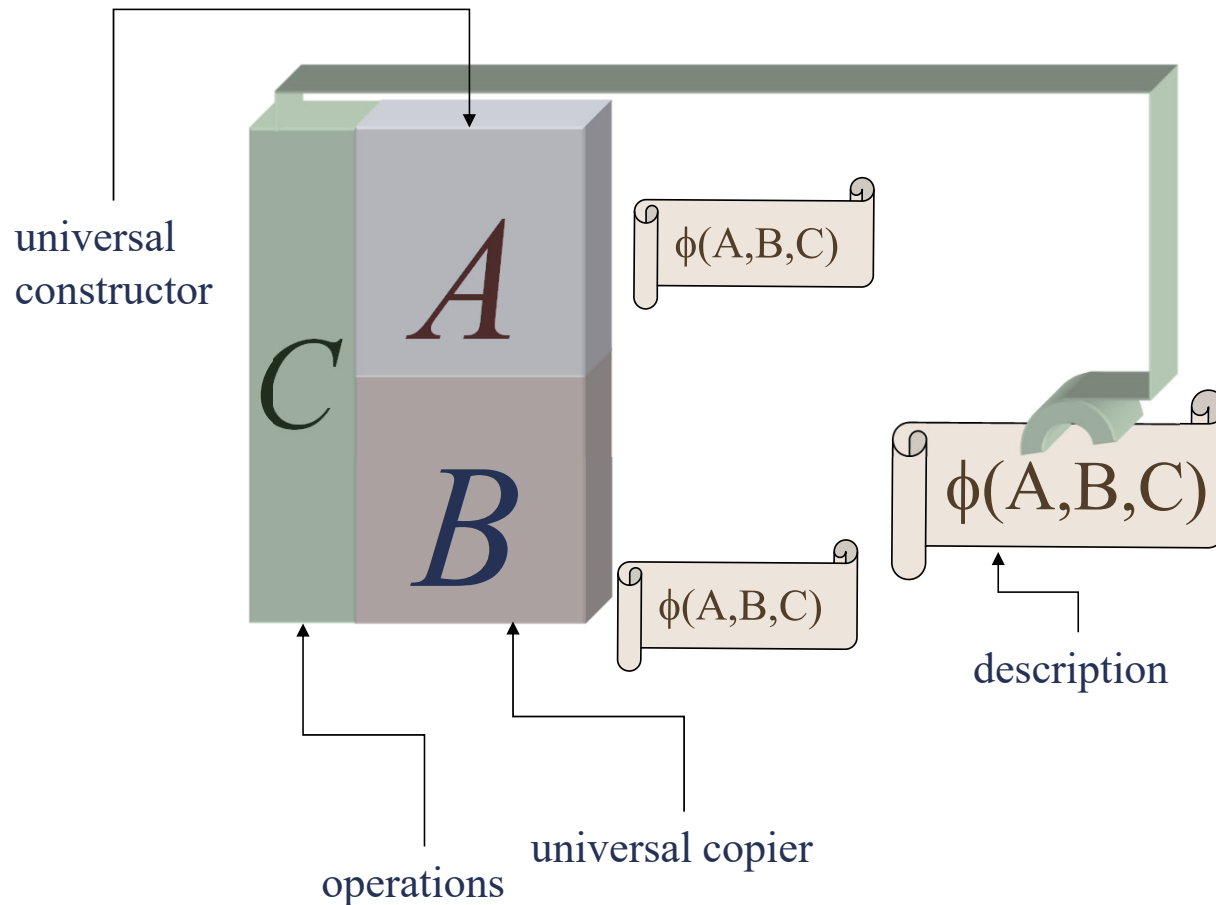 universal
constructor
A
C
B
ϕ(A,B,C)
ϕ(A,B,C)
ϕ(A,B,C)
description
universal copier
operations